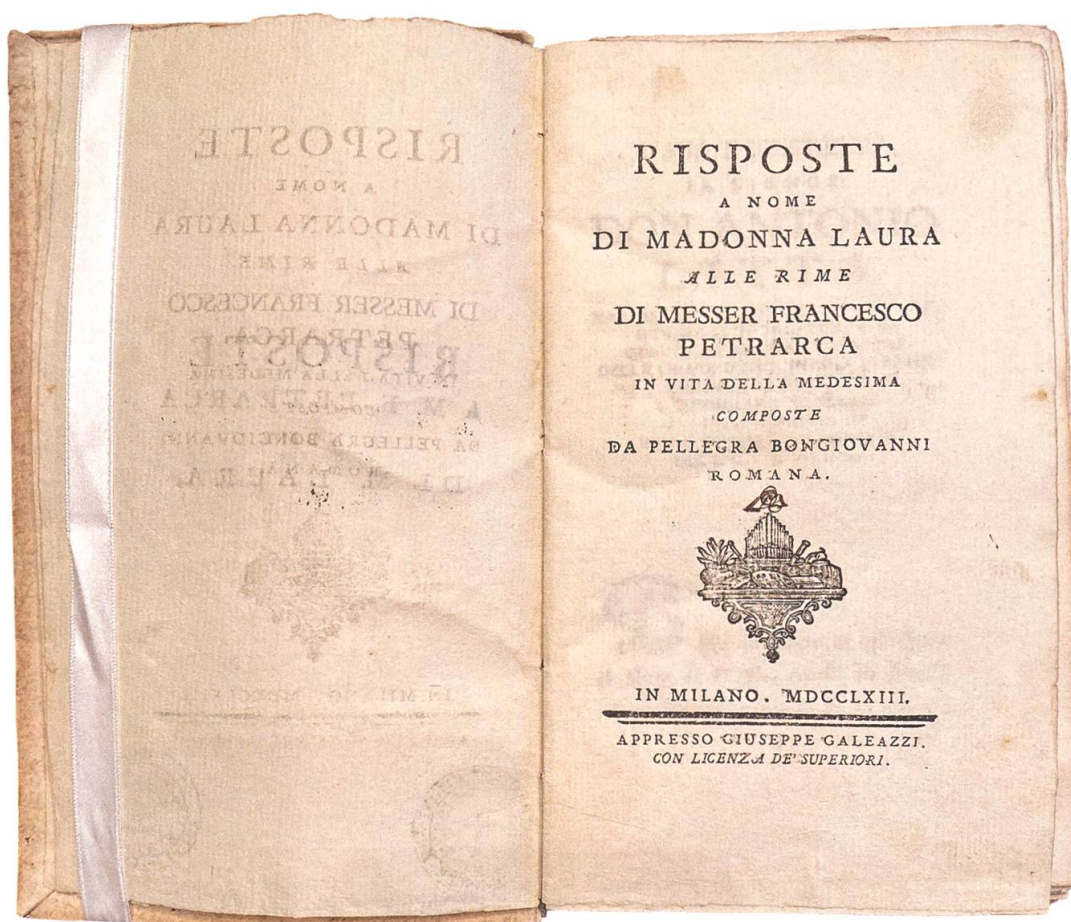 RISPOSTE
A NOME
DI MADONNA LAURA
ALLE RIME
DI MESSER FRANCESCO
PETRARCA
IN VITA DELLA MEDESIMA
COMPOSTE
DA PELLEGRA BONGIOVANNI
ROMANA.
IN MILANO. MDCCLXIII.
APPRESSO GIUSEPPE GALEAZZI.
CON LICENZA DE' SUPERIORI.